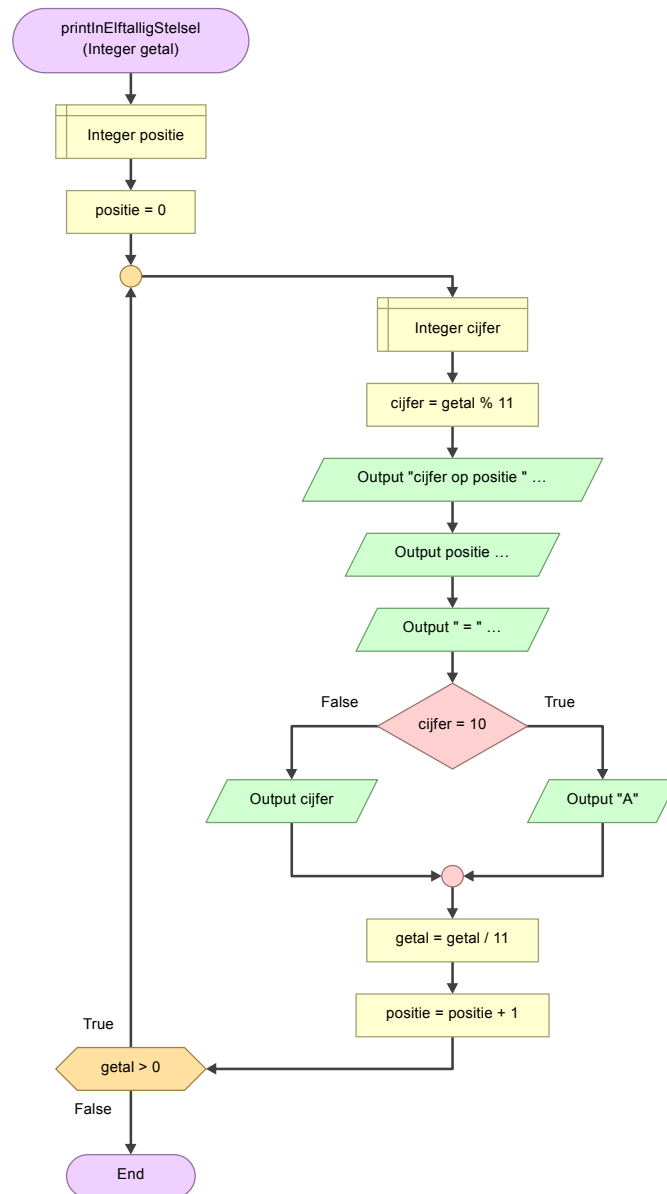 printInElftalligStelsel
(Integer getal)
Integer positie
positie = 0
Integer cijfer
cijfer = getal % 11
Output "cijfer op positie " ...
Output positie ...
Output " = " ...
False
True
cijfer = 10
Output cijfer
Output "A"
getal = getal / 11
positie = positie + 1
True
getal > 0
False
End